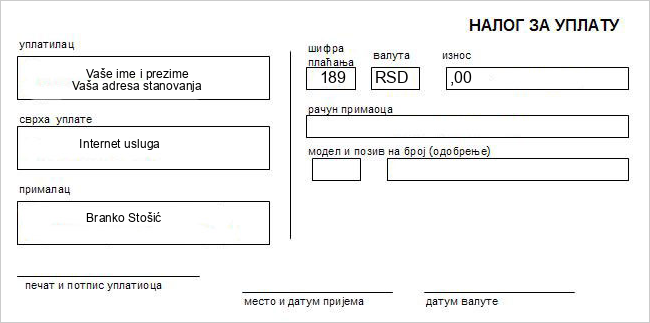 НАЛОГ ЗА УПЛАТУ
уплатилац
Vaše ime i prezime
Vaša adresa stanovanja
сврха уплате
Internet usluga
прималац
Branko Stošić
печат и потпис уплатиоца
шифра
плаћања
валута
износ
189
RSD
,00
рачун примаоца
модел и позив на број (одобрење)
место и датум пријема
датум валуте